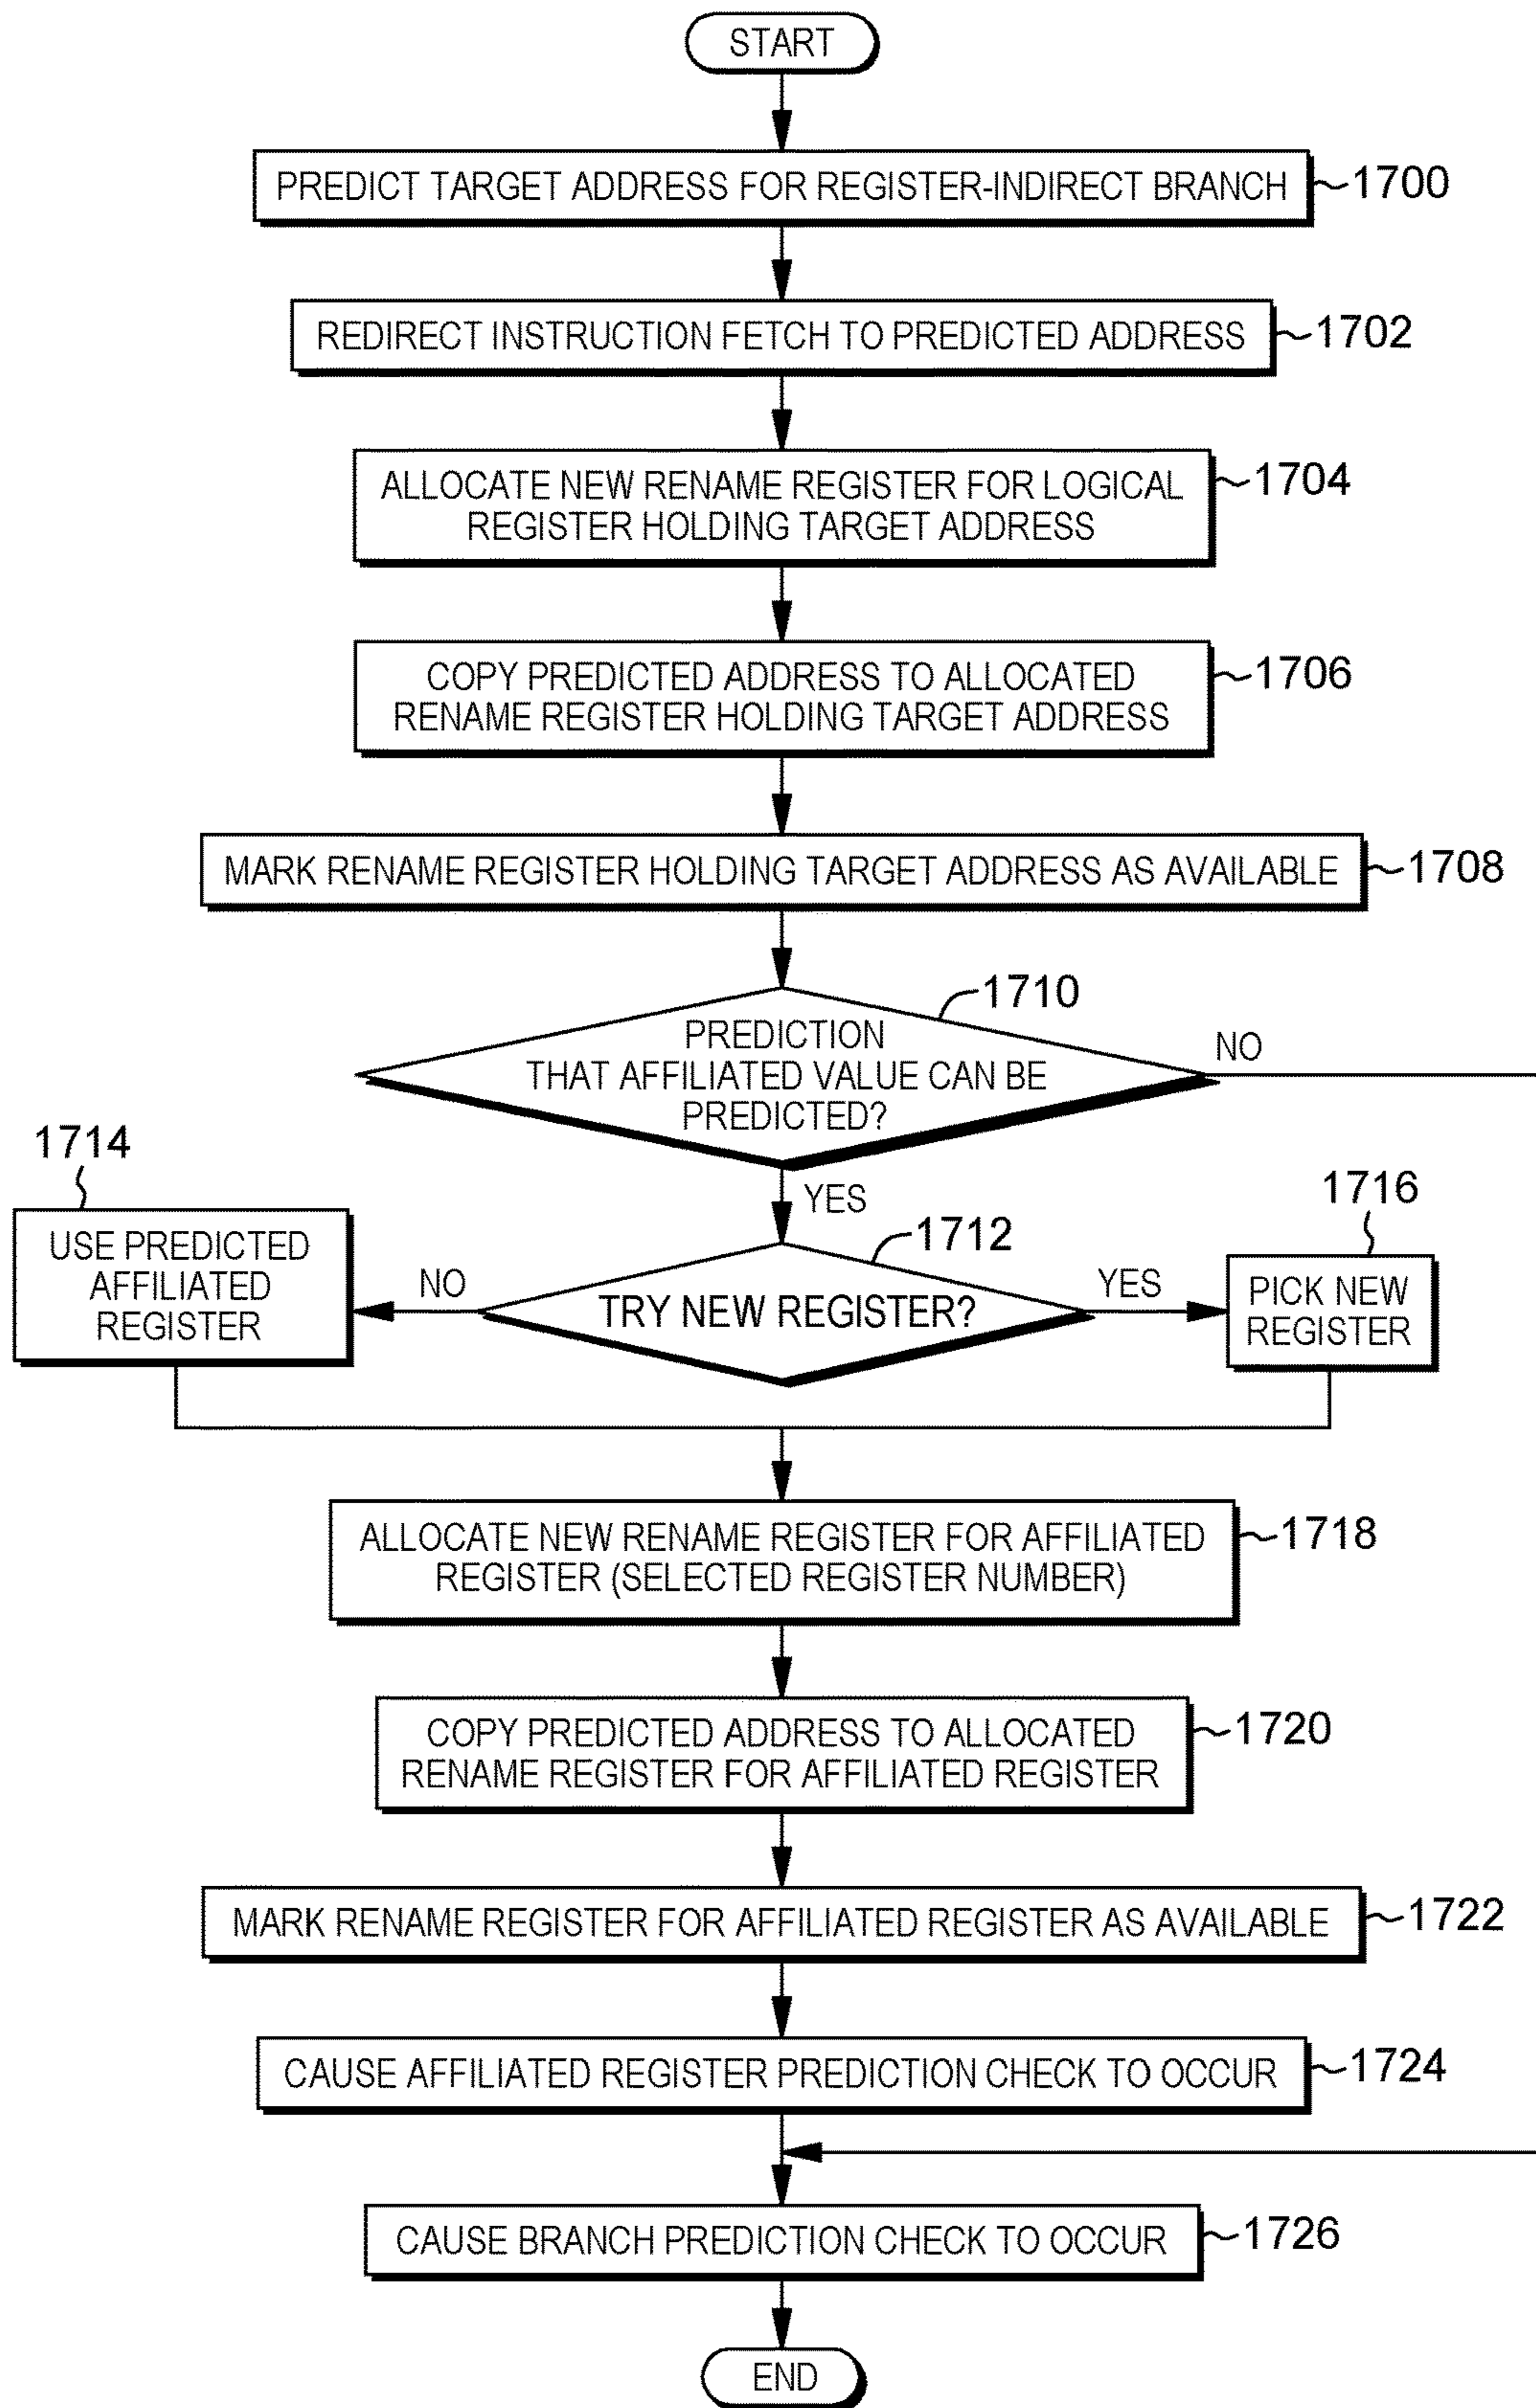 START
PREDICT TARGET ADDRESS FOR REGISTER-INDIRECT BRANCH
1700
REDIRECT INSTRUCTION FETCH TO PREDICTED ADDRESS
1702
ALLOCATE NEW RENAME REGISTER FOR LOGICAL
REGISTER HOLDING TARGET ADDRESS
1704
COPY PREDICTED ADDRESS TO ALLOCATED
RENAME REGISTER HOLDING TARGET ADDRESS
1706
MARK RENAME REGISTER HOLDING TARGET ADDRESS AS AVAILABLE
1708
1710
PREDICTION
THAT AFFILIATED VALUE CAN BE
PREDICTED?
NO
YES
1714
USE PREDICTED
AFFILIATED
REGISTER
NO
1712
TRY NEW REGISTER?
YES
1716
PICK NEW
REGISTER
ALLOCATE NEW RENAME REGISTER FOR AFFILIATED
REGISTER (SELECTED REGISTER NUMBER)
1718
COPY PREDICTED ADDRESS TO ALLOCATED
RENAME REGISTER FOR AFFILIATED REGISTER
1720
MARK RENAME REGISTER FOR AFFILIATED REGISTER AS AVAILABLE
1722
CAUSE AFFILIATED REGISTER PREDICTION CHECK TO OCCUR
1724
CAUSE BRANCH PREDICTION CHECK TO OCCUR
1726
END